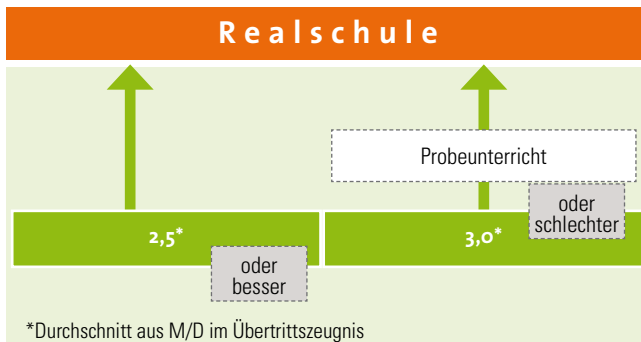 Realschule
Probeunterricht
oder
schlechter
2,5*
3,0*
oder
besser
*Durchschnitt aus M/D im Übertrittszeugnis